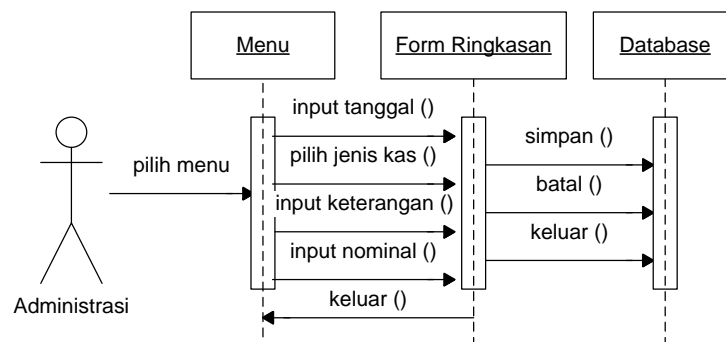 Menu
Form Ringkasan
Database
input tanggal ()
simpan ()
pilih jenis kas ()
pilih menu
batal ()
input keterangan ()
keluar ()
input nominal ()
Administrasi
keluar ()